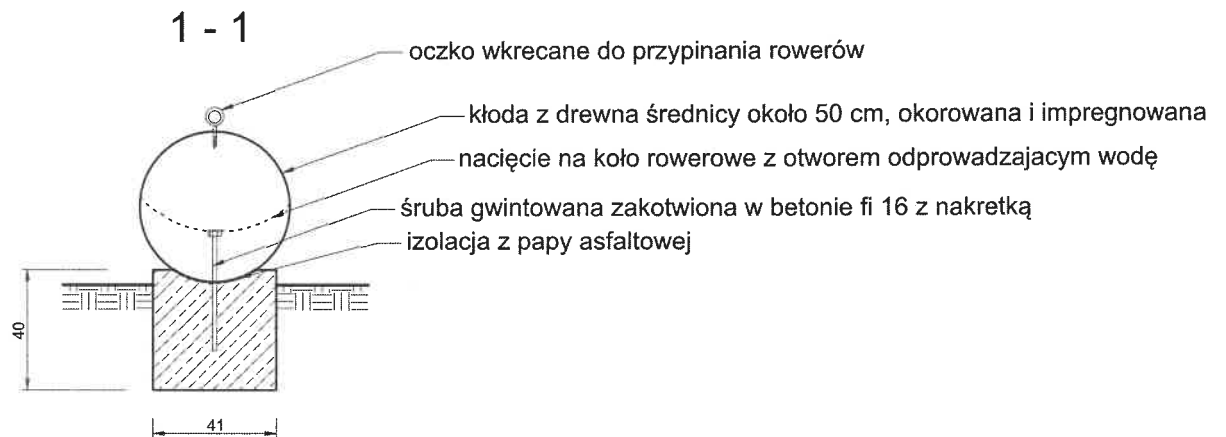 1 - 1
oczko wkrecane do przypinania rowerów
kłoda z drewna średnicy około 50 cm, okorowana i impregnowana
nacięcie na koło rowerowe z otworem odprowadzajacym wodę
śruba gwintowana zakotwiona w betonie fi 16 z nakretką
izolacja z papy asfaltowej
40
41